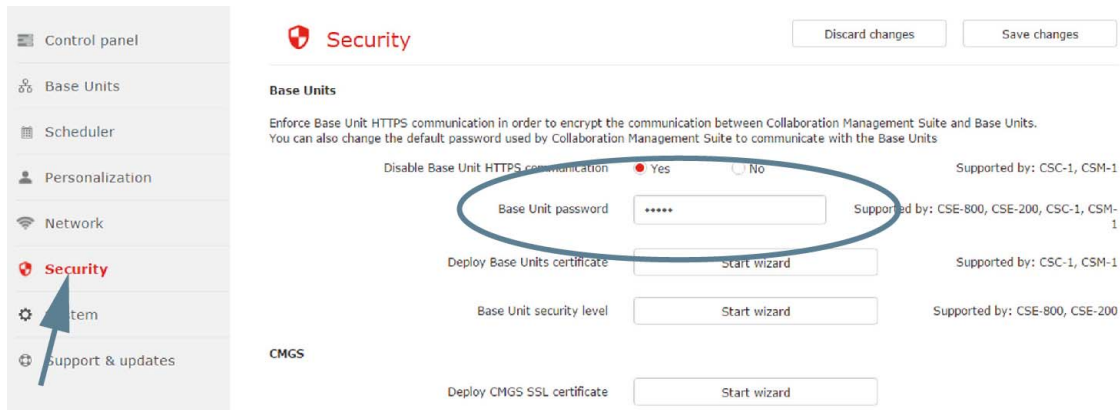 Control panel
Base Units
Scheduler
Personalization
Network
Security
System
Support & updates
Security
Discard changes
Save changes
Base Units
Enforce Base Unit HTTPS communication in order to encrypt the communication between Collaboration Management Suite and Base Units.
You can also change the default password used by Collaboration Management Suite to communicate with the Base Units
Disable Base Unit HTTPS communication
Yes
No
Supported by: CSC-1, CSM-1
Base Unit password
•••••
Supported by: CSE-800, CSE-200, CSC-1, CSM-
1
Deploy Base Units certificate
Start wizard
Supported by: CSC-1, CSM-1
Base Unit security level
Start wizard
Supported by: CSE-800, CSE-200
CMGS
Deploy CMGS SSL certificate
Start wizard